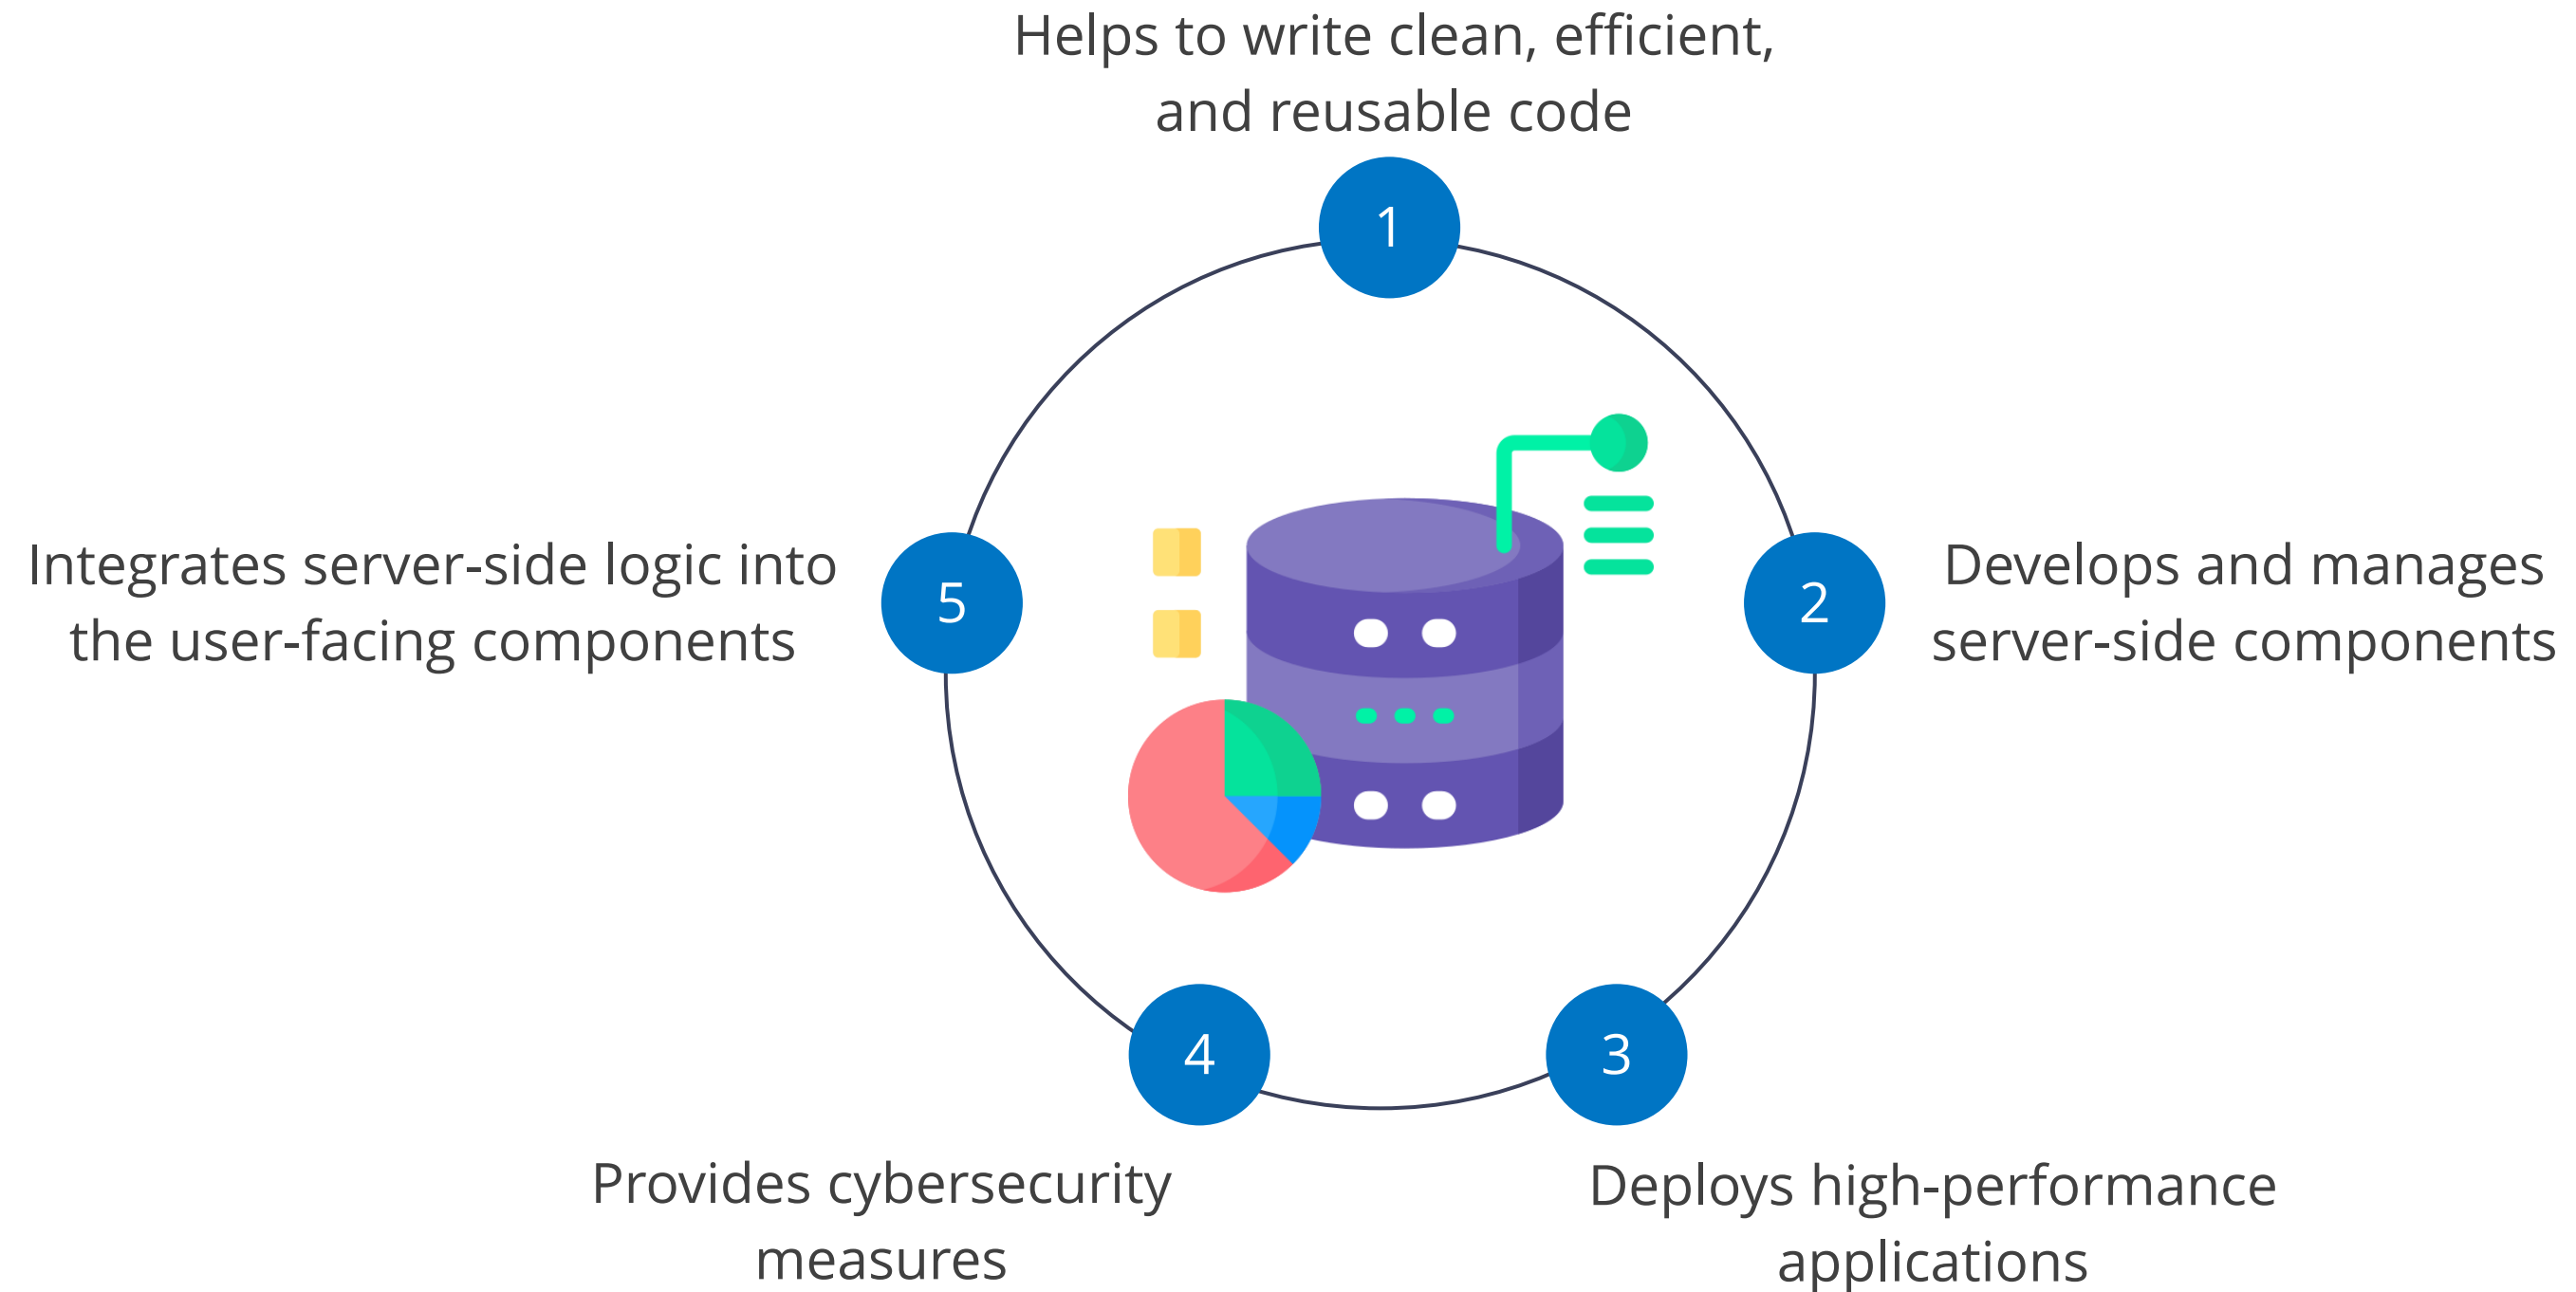 Helps to write clean, efficient,
and reusable code
1
2
Develops and manages
server-side components
3
Deploys high-performance
applications
4
Provides cybersecurity
measures
5
Integrates server-side logic into
the user-facing components